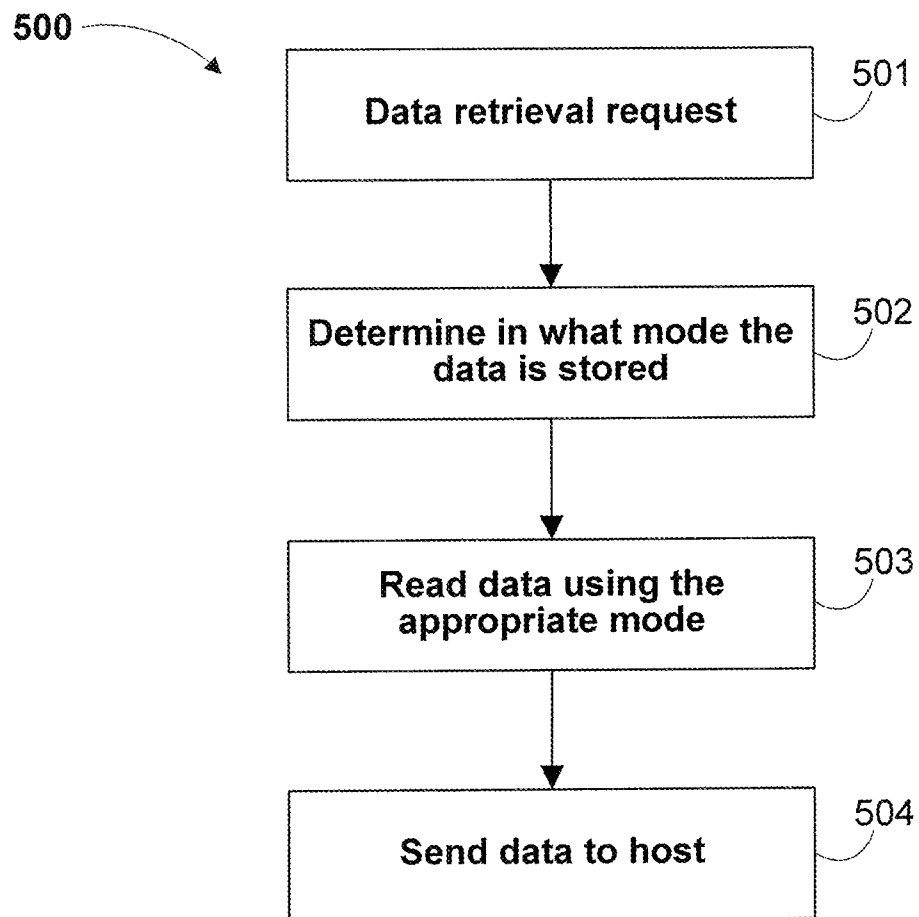 500
501
Data retrieval request
502
Determine in what mode the
data is stored
503
Read data using the
appropriate mode
504
Send data to host